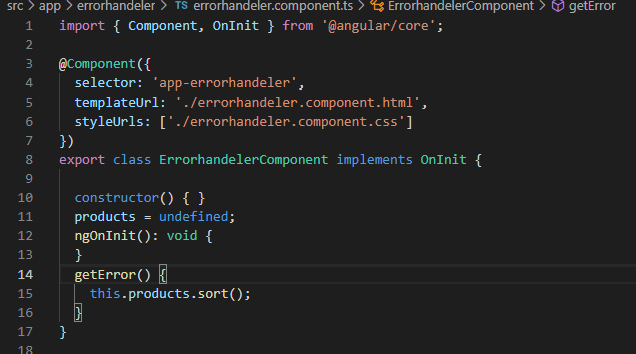 src > app > errorhandeler > TS errorhandeler.component.ts > ErrorhandelerComponent > getError
1 import { Component, OnInit } from '@angular/core';
2
3 @Component({
4   selector: 'app-errorhandeler',
5   templateUrl: './errorhandeler.component.html',
6   styleUrls: ['./errorhandeler.component.css']
7 })
8 export class ErrorhandelerComponent implements OnInit {
9
10   constructor() { }
11   products = undefined;
12   ngOnInit(): void {
13   }
14   getError() {
15     this.products.sort();
16   }
17 }
18